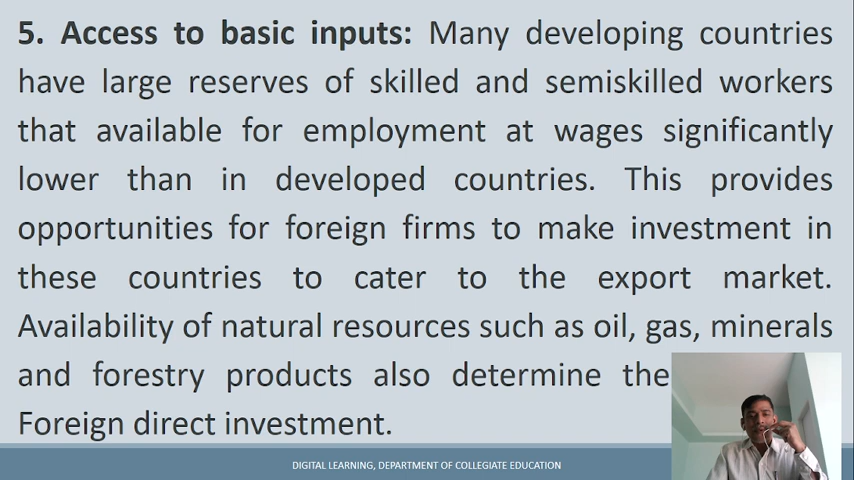 5. Access to basic inputs: Many developing countries
have large reserves of skilled and semiskilled workers
that available for employment at wages significantly
lower than in developed countries. This provides
opportunities for foreign firms to make investment in
these countries to cater to the export market.
Availability of natural resources such as oil, gas, minerals
and forestry products also determine the
Foreign direct investment.
DIGITAL LEARNING, DEPARTMENT OF COLLEGIATE EDUCATION